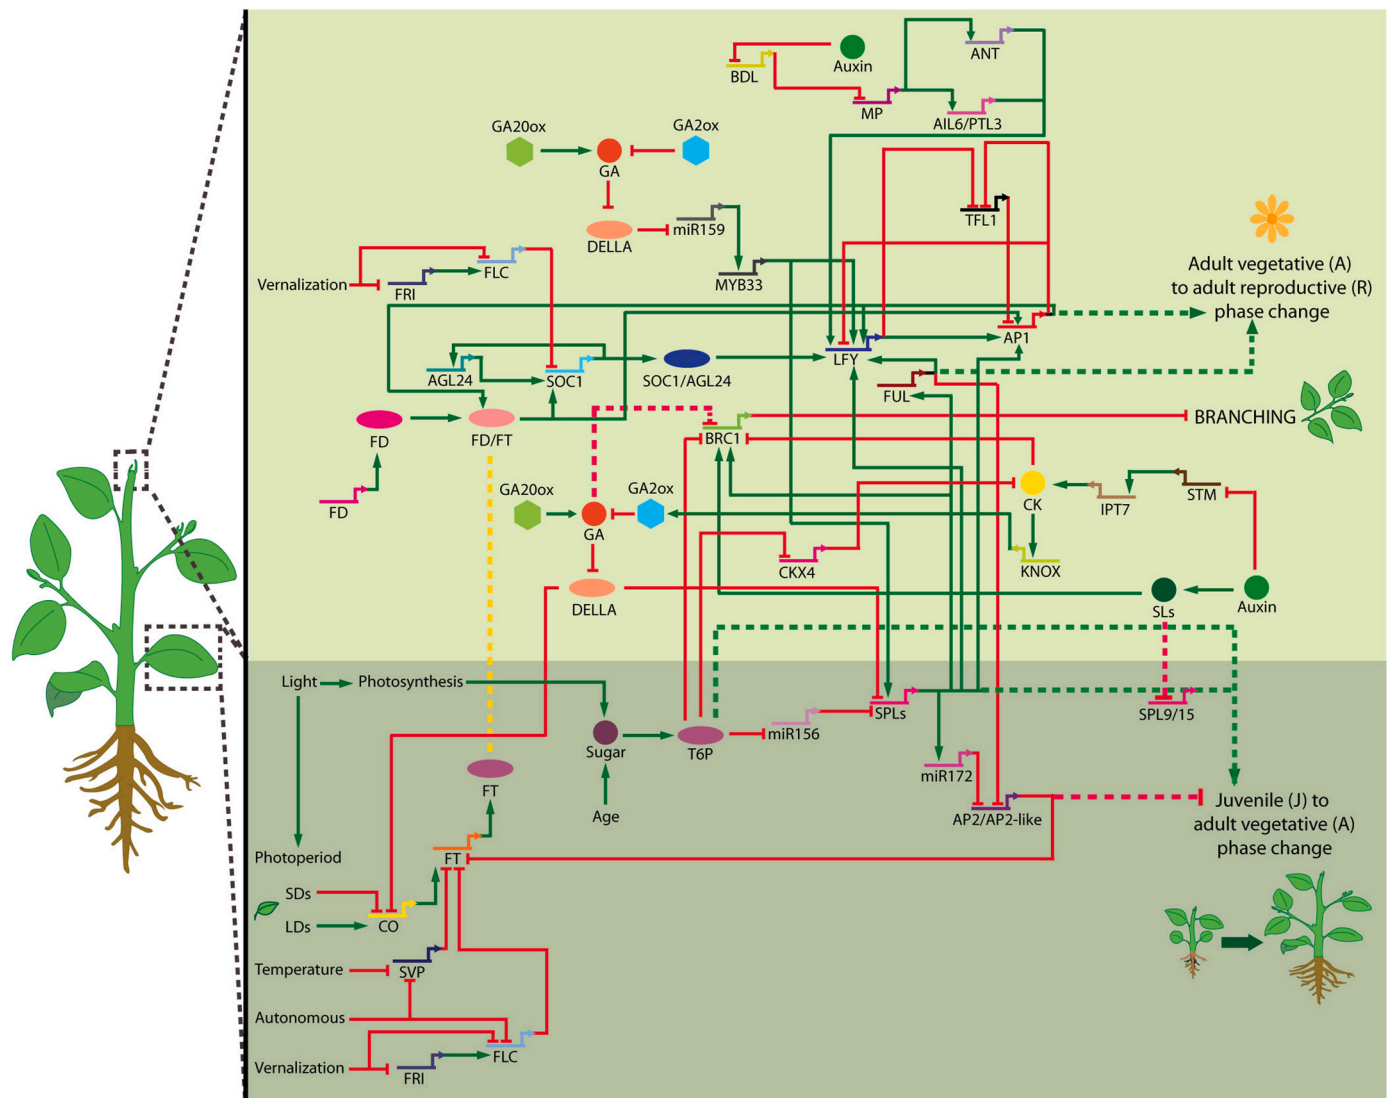 Auxin
BDL
ANT
MP
AIL6/PTL3
GA20ox
GA2ox
GA
DELLA
miR159
TFL1
Vernalization
FLC
FRI
MYB33
Adult vegetative (A)
to adult reproductive (R)
phase change
AP1
LFY
AGL24
SOC1
SOC1/AGL24
FUL
FD
FD/FT
BRC1
BRANCHING
FD
GA20ox
GA2ox
GA
CK
IPT7
STM
CKX4
KNOX
DELLA
SLs
Auxin
Light
Photosynthesis
SPLs
SPL9/15
Sugar
T6P
miR156
miR172
FT
Age
AP2/AP2-like
Juvenile (J) to
adult vegetative (A)
phase change
Photoperiod
FT
SDs
LDs
CO
Temperature
SVP
Autonomous
Vernalization
FLC
FRI